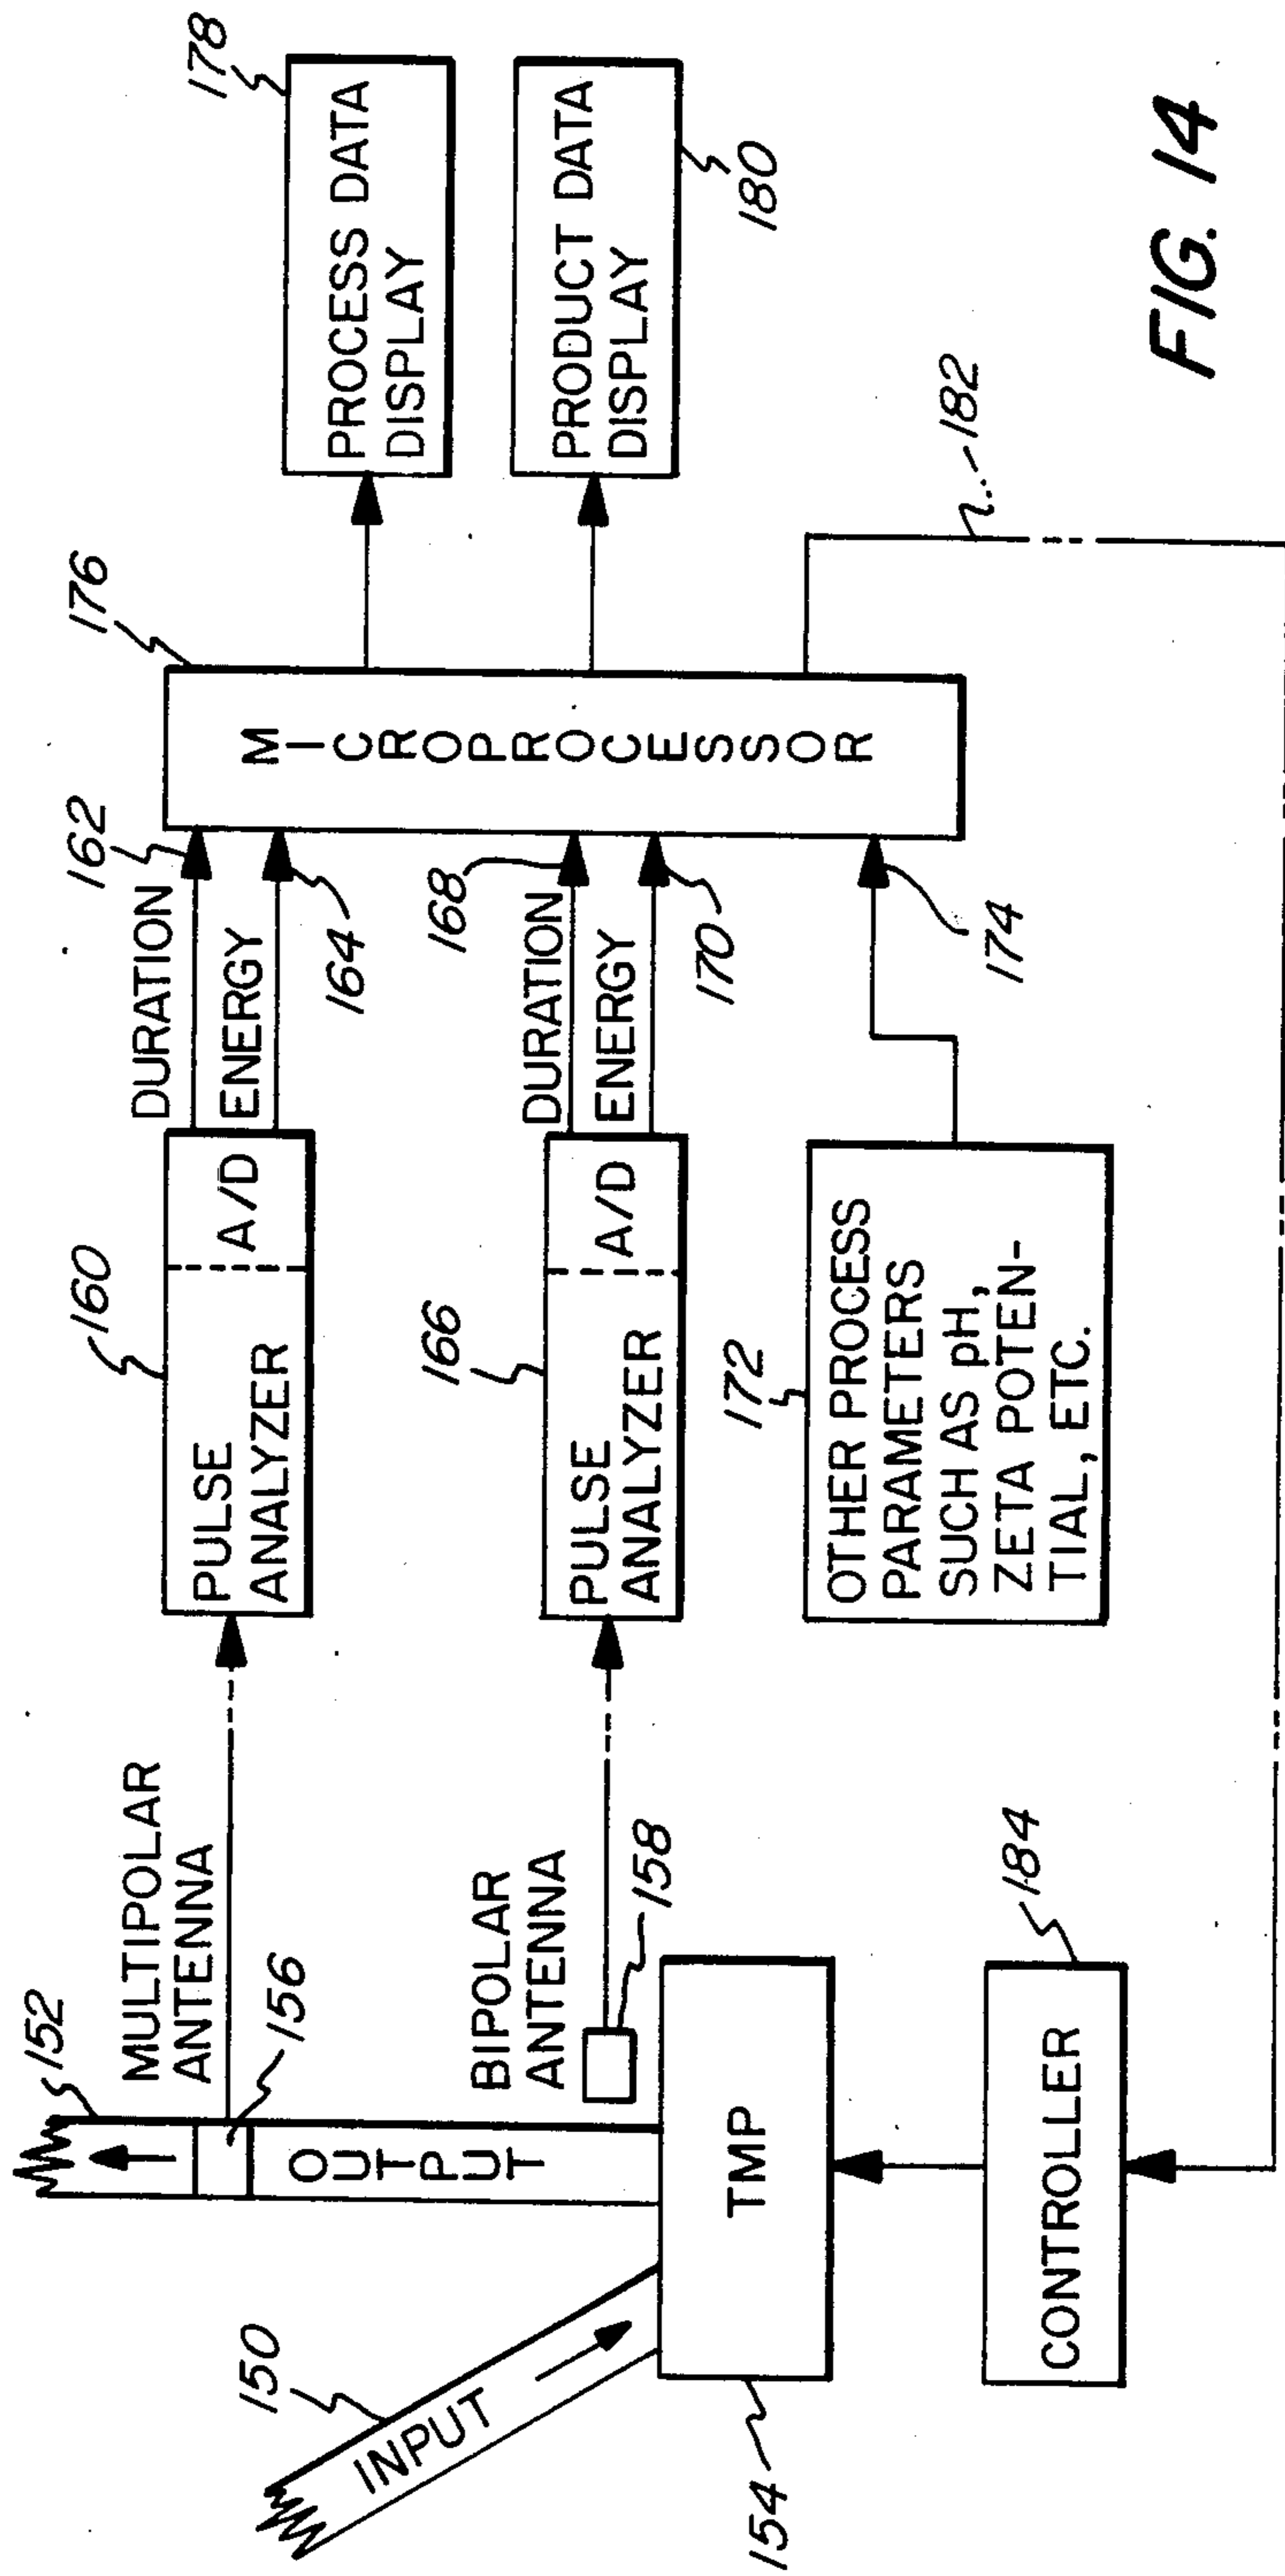 152
MULTIPOLAR
ANTENNA
156
160
PULSE
ANALYZER
A/D
DURATION
162
ENERGY
164
176
MICROPROCESSOR
178
PROCESS DATA
DISPLAY
150
INPUT
OUTPUT
BIPOLAR
ANTENNA
158
166
PULSE
ANALYZER
A/D
DURATION
168
ENERGY
170
PRODUCT DATA
DISPLAY
180
154
TMP
172
OTHER PROCESS
PARAMETERS
SUCH AS pH,
ZETA POTEN-
TIAL, ETC.
174
182
184
CONTROLLER
FIG. 14